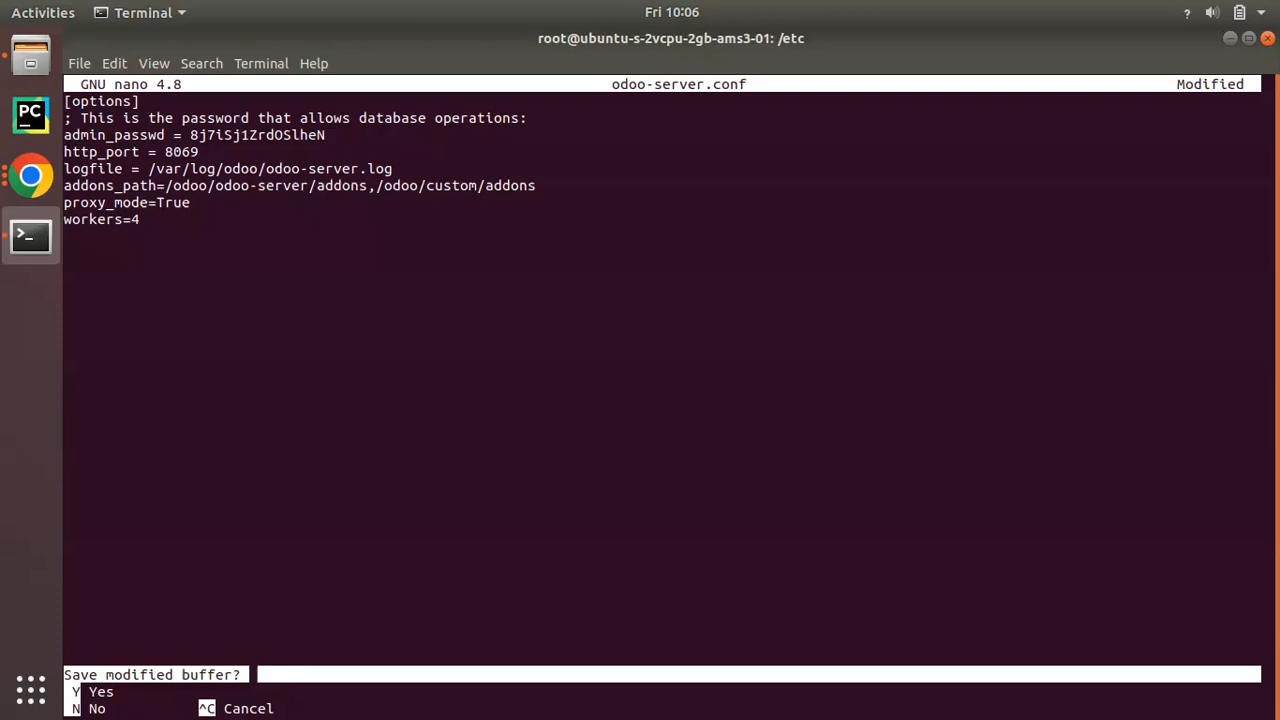 Activities Terminal Fri 10:06 ?
root@ubuntu-s-2vcpu-2gb-ams3-01: /etc
File Edit View Search Terminal Help
GNU nano 4.8 odoo-server.conf Modified
[options]
; This is the password that allows database operations:
admin_passwd = 8j7iSj1ZrdOSlheN
http_port = 8069
logfile = /var/log/odoo/odoo-server.log
addons_path=/odoo/odoo-server/addons,/odoo/custom/addons
proxy_mode=True
workers=4
PC
>_
Save modified buffer?
Y Yes
N No ^C Cancel